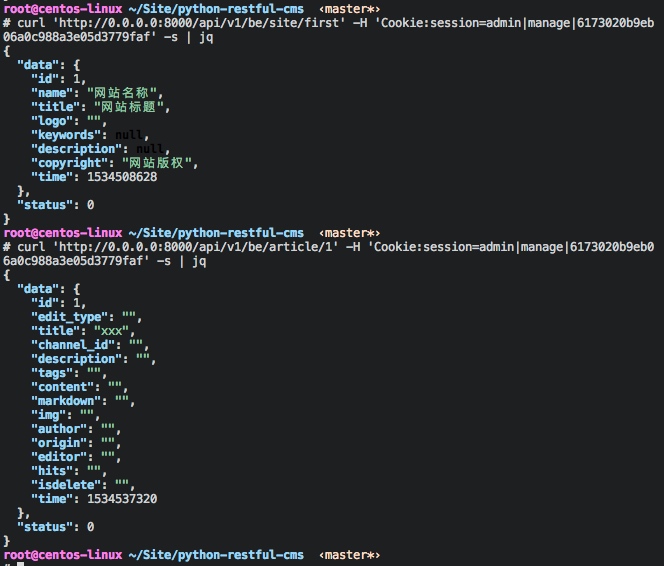 root@centos-linux ~/Site/python-restful-cms ‹master*›
# curl 'http://0.0.0.0:8000/api/v1/be/site/first' -H 'Cookie:session=admin|manage|6173020b9eb
06a0c988a3e05d3779faf' -s | jq
{
  "data": {
    "id": 1,
    "name": "网站名称",
    "title": "网站标题",
    "logo": "",
    "keywords": null,
    "description": null,
    "copyright": "网站版权",
    "time": 1534508628
  },
  "status": 0
}
root@centos-linux ~/Site/python-restful-cms ‹master*›
# curl 'http://0.0.0.0:8000/api/v1/be/article/1' -H 'Cookie:session=admin|manage|6173020b9eb0
6a0c988a3e05d3779faf' -s | jq
{
  "data": {
    "id": 1,
    "edit_type": "",
    "title": "xxx",
    "channel_id": "",
    "description": "",
    "tags": "",
    "content": "",
    "markdown": "",
    "img": "",
    "author": "",
    "origin": "",
    "editor": "",
    "hits": "",
    "isdelete": "",
    "time": 1534537320
  },
  "status": 0
}
root@centos-linux ~/Site/python-restful-cms ‹master*›
#